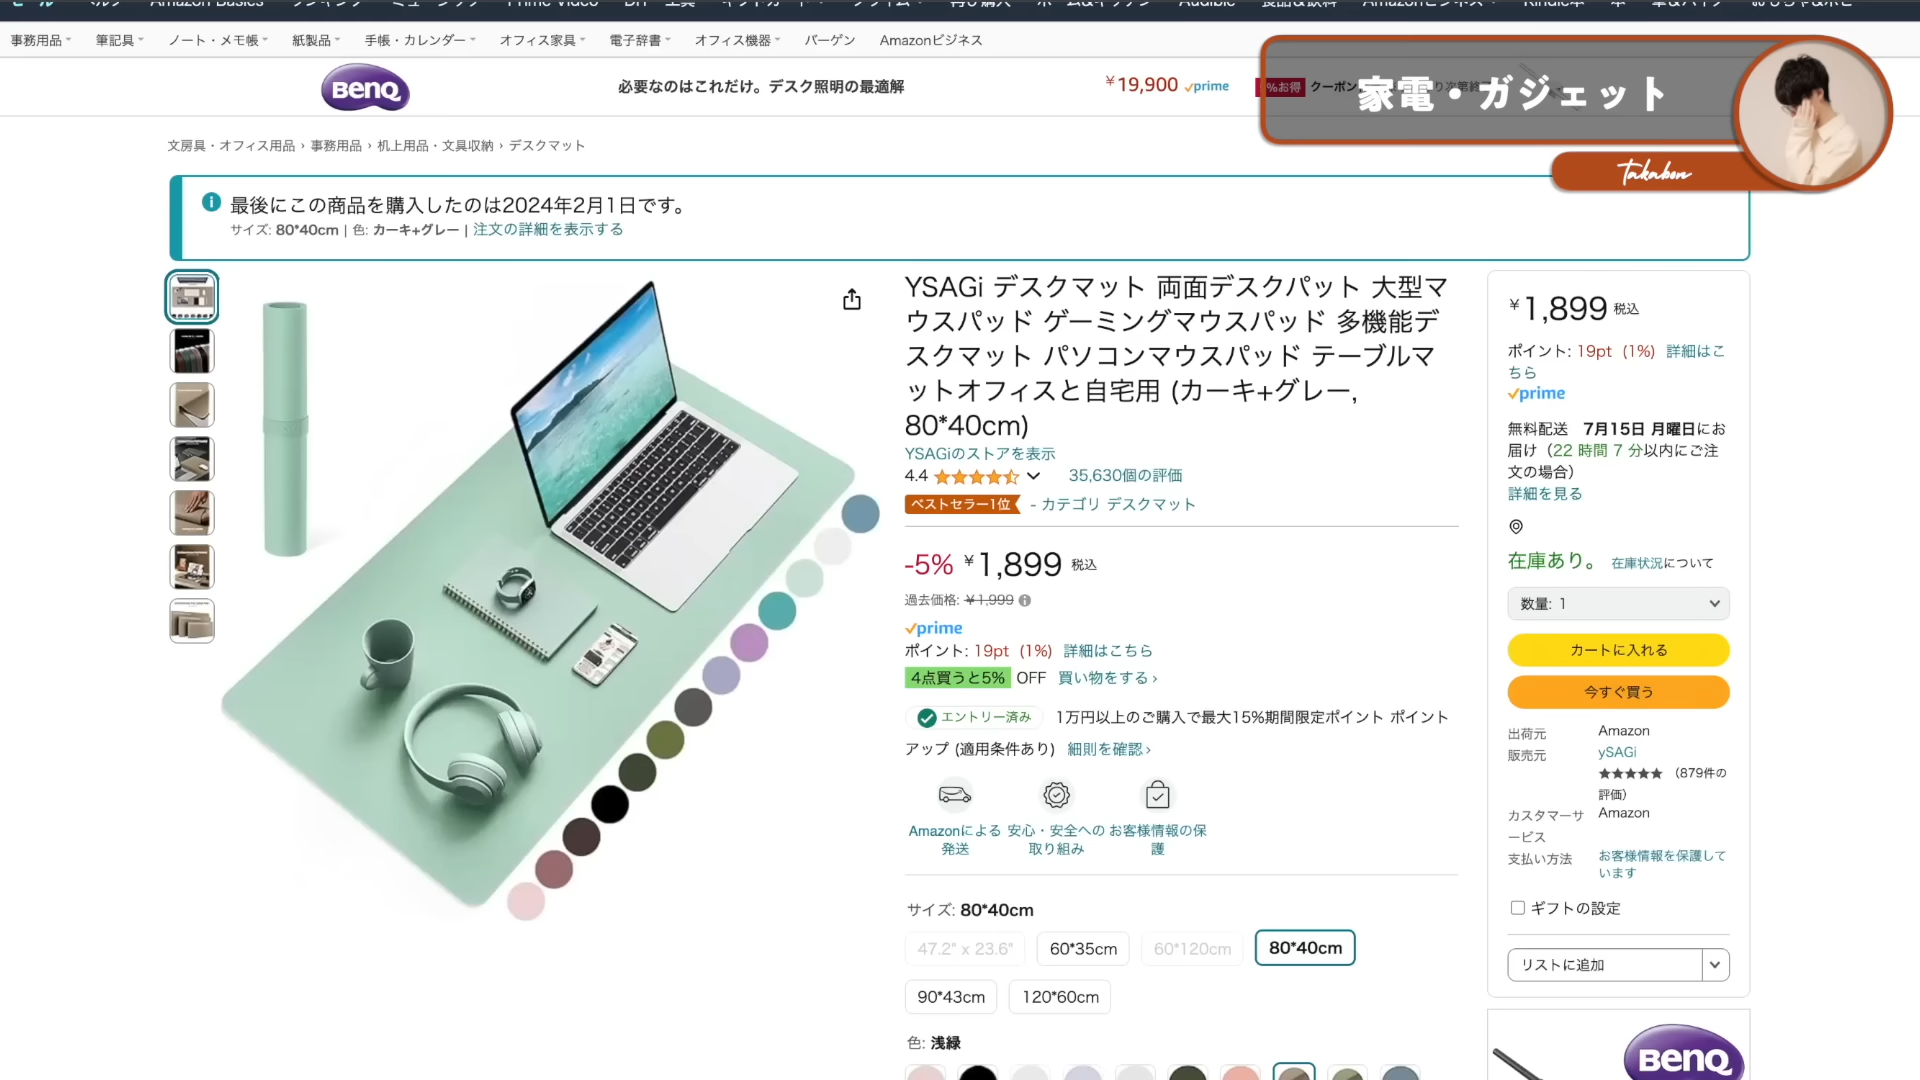 Amazon Basics
Prime Video
Audible
事務用品
筆記具
ノート・メモ帳
紙製品
手帳・カレンダー
オフィス家具
電子辞書
オフィス機器
バーゲン
Amazonビジネス
BenQ
必要なのはこれだけ。デスク照明の最適解
¥19,900 prime
%お得 クーポン
家電・ガジェット
Takabon
文房具・オフィス用品 › 事務用品 › 机上用品・文具収納 › デスクマット
最後にこの商品を購入したのは2024年2月1日です。
サイズ: 80*40cm | 色: カーキ+グレー | 注文の詳細を表示する
YSAGi デスクマット 両面デスクパット 大型マ
ウスパッド ゲーミングマウスパッド 多機能デ
スクマット パソコンマウスパッド テーブルマ
ットオフィスと自宅用 (カーキ+グレー,
80*40cm)
YSAGiのストアを表示
4.4 35,630個の評価
ベストセラー1位 - カテゴリ デスクマット
-5% ¥1,899 税込
過去価格: ¥1,999
prime
ポイント: 19pt (1%) 詳細はこちら
4点買うと5% OFF 買い物をする ›
エントリー済み 1万円以上のご購入で最大15%期間限定ポイント ポイント
アップ (適用条件あり) 細則を確認 ›
Amazonによる
発送
安心・安全への
取り組み
お客様情報の保
護
サイズ: 80*40cm
47.2" x 23.6"
60*35cm
60*120cm
80*40cm
90*43cm
120*60cm
色: 浅緑
¥1,899 税込
ポイント: 19pt (1%) 詳細はこ
ちら
prime
無料配送 7月15日 月曜日にお
届け（22 時間 7 分以内にご注
文の場合）
詳細を見る
在庫あり。 在庫状況について
数量: 1
カートに入れる
今すぐ買う
出荷元 Amazon
販売元 ySAGi
★★★★★ （879件の
評価）
カスタマーサ
ービス
Amazon
支払い方法
お客様情報を保護して
います
ギフトの設定
リストに追加
BenQ